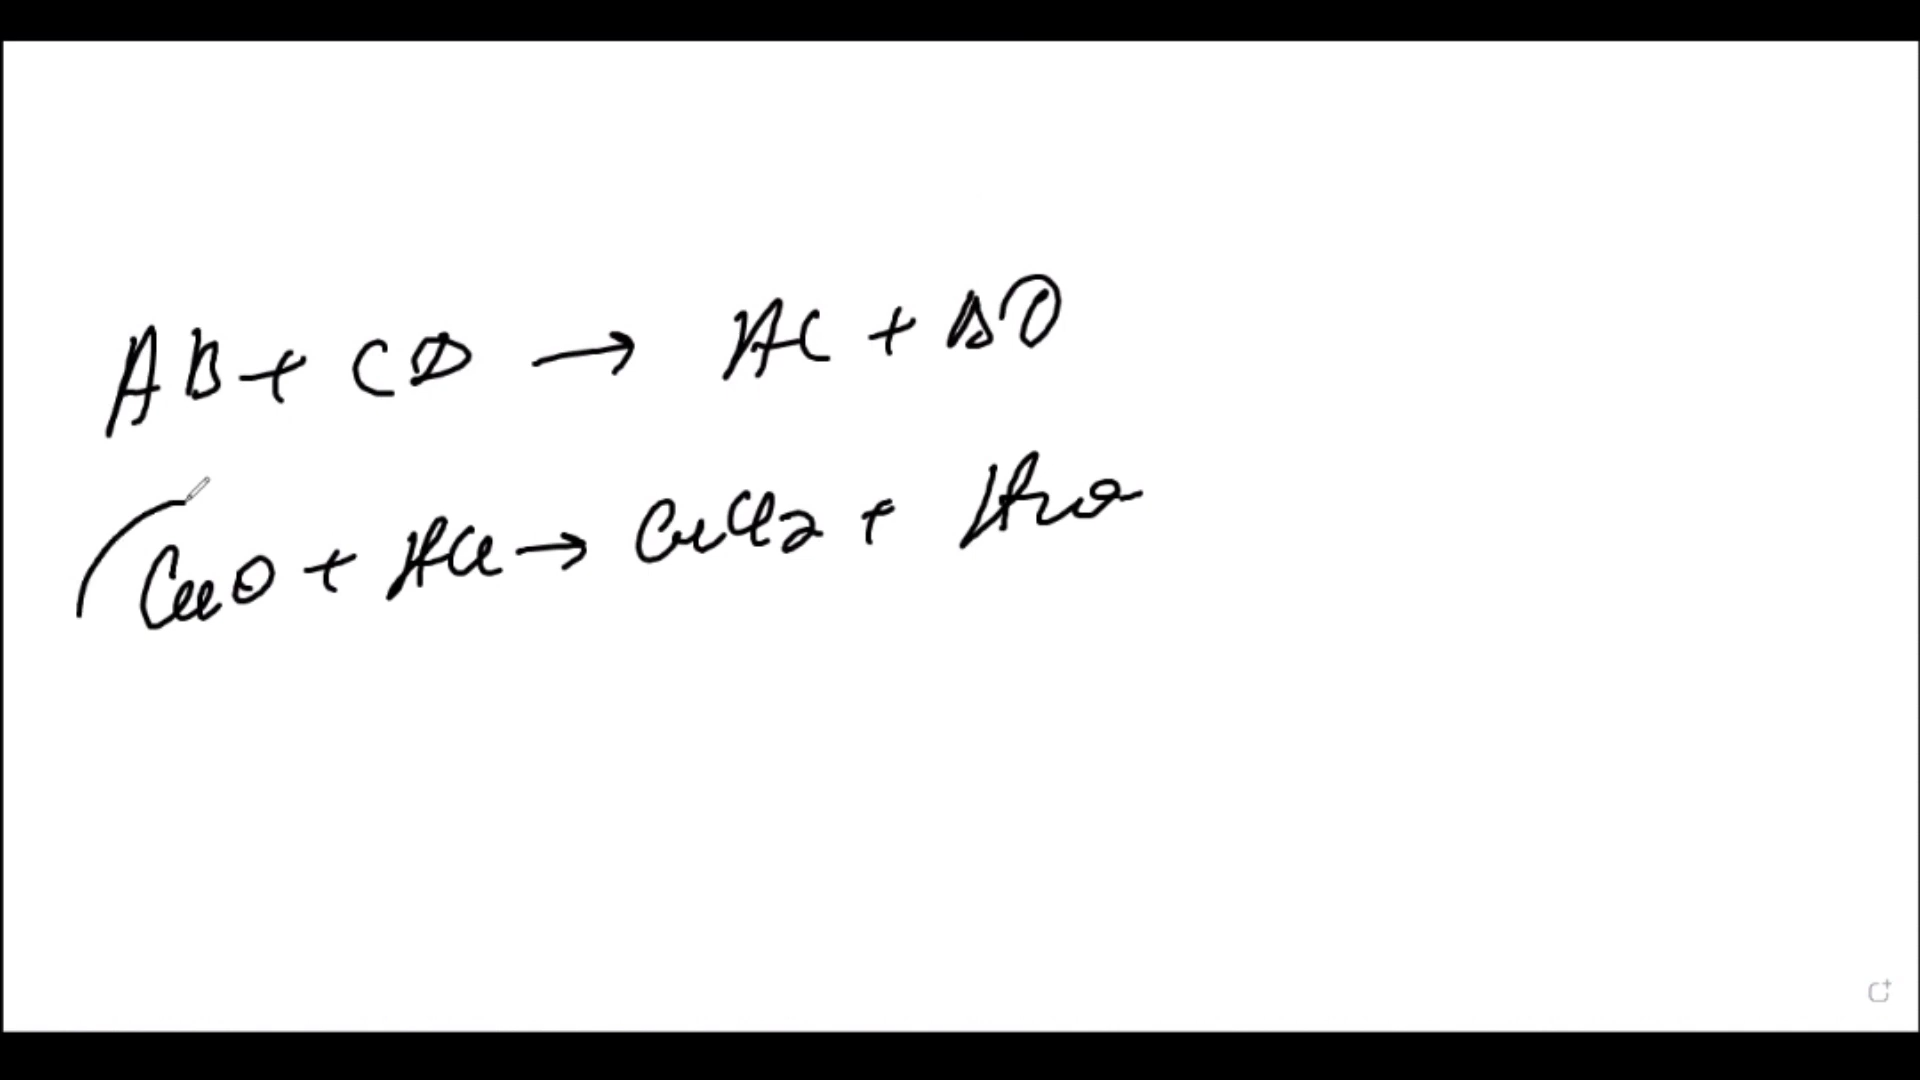 AB + CD → AC + BD
CuO + HCl → CuCl2 + H2O